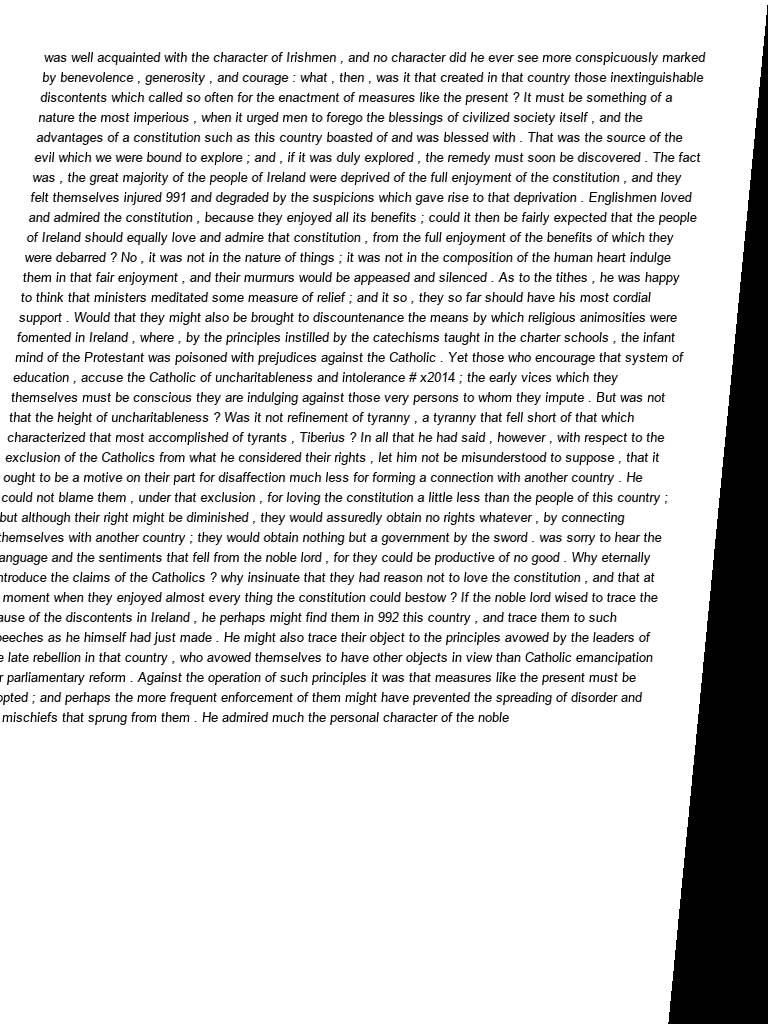 was well acquainted with the character of Irishmen , and no character did he ever see more conspicuously marked
by benevolence , generosity , and courage : what , then , was it that created in that country those inextinguishable
discontents which called so often for the enactment of measures like the present ? It must be something of a
nature the most imperious , when it urged men to forego the blessings of civilized society itself , and the
advantages of a constitution such as this country boasted of and was blessed with . That was the source of the
evil which we were bound to explore ; and , if it was duly explored , the remedy must soon be discovered . The fact
was , the great majority of the people of Ireland were deprived of the full enjoyment of the constitution , and they
felt themselves injured 991 and degraded by the suspicions which gave rise to that deprivation . Englishmen loved
and admired the constitution , because they enjoyed all its benefits ; could it then be fairly expected that the people
of Ireland should equally love and admire that constitution , from the full enjoyment of the benefits of which they
were debarred ? No , it was not in the nature of things ; it was not in the composition of the human heart indulge
them in that fair enjoyment , and their murmurs would be appeased and silenced . As to the tithes , he was happy
to think that ministers meditated some measure of relief ; and it so , they so far should have his most cordial
support . Would that they might also be brought to discountenance the means by which religious animosities were
fomented in Ireland , where , by the principles instilled by the catechisms taught in the charter schools , the infant
mind of the Protestant was poisoned with prejudices against the Catholic . Yet those who encourage that system of
education , accuse the Catholic of uncharitableness and intolerance # x2014 ; the early vices which they
themselves must be conscious they are indulging against those very persons to whom they impute . But was not
that the height of uncharitableness ? Was it not refinement of tyranny , a tyranny that fell short of that which
characterized that most accomplished of tyrants , Tiberius ? In all that he had said , however , with respect to the
exclusion of the Catholics from what he considered their rights , let him not be misunderstood to suppose , that it
ought to be a motive on their part for disaffection much less for forming a connection with another country . He
could not blame them , under that exclusion , for loving the constitution a little less than the people of this country ;
but although their right might be diminished , they would assuredly obtain no rights whatever , by connecting
themselves with another country ; they would obtain nothing but a government by the sword . was sorry to hear the
anguage and the sentiments that fell from the noble lord , for they could be productive of no good . Why eternally
ntroduce the claims of the Catholics ? why insinuate that they had reason not to love the constitution , and that at
moment when they enjoyed almost every thing the constitution could bestow ? If the noble lord wised to trace the
ause of the discontents in Ireland , he perhaps might find them in 992 this country , and trace them to such
peeches as he himself had just made . He might also trace their object to the principles avowed by the leaders of
e late rebellion in that country , who avowed themselves to have other objects in view than Catholic emancipation
r parliamentary reform . Against the operation of such principles it was that measures like the present must be
opted ; and perhaps the more frequent enforcement of them might have prevented the spreading of disorder and
mischiefs that sprung from them . He admired much the personal character of the noble